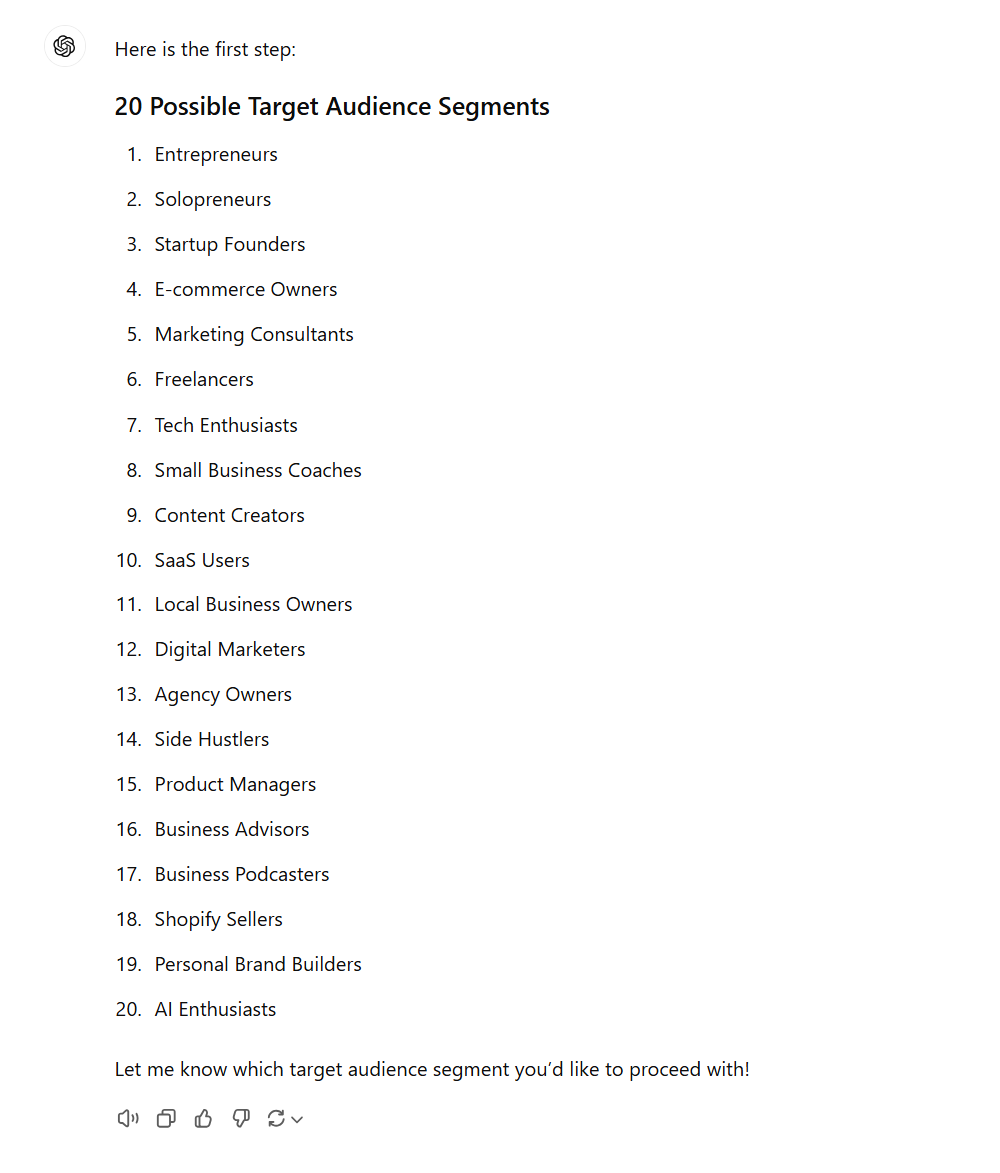 Here is the first step:
20 Possible Target Audience Segments
1. Entrepreneurs
2. Solopreneurs
3. Startup Founders
4. E-commerce Owners
5. Marketing Consultants
6. Freelancers
7. Tech Enthusiasts
8. Small Business Coaches
9. Content Creators
10. SaaS Users
11. Local Business Owners
12. Digital Marketers
13. Agency Owners
14. Side Hustlers
15. Product Managers
16. Business Advisors
17. Business Podcasters
18. Shopify Sellers
19. Personal Brand Builders
20. AI Enthusiasts
Let me know which target audience segment you’d like to proceed with!